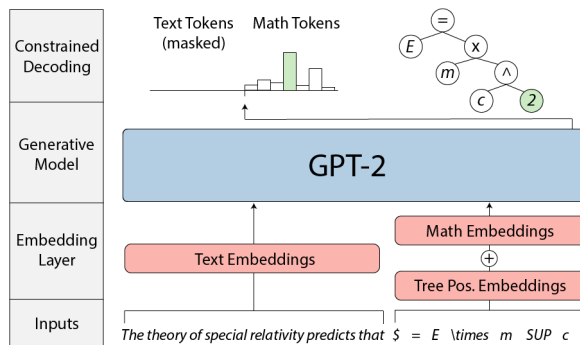 Constrained
Decoding
Text Tokens
(masked)
Math Tokens
=
E
x
m
^
c
2
Generative
Model
GPT-2
Embedding
Layer
Text Embeddings
Math Embeddings
+
Tree Pos. Embeddings
Inputs
The theory of special relativity predicts that $ = E \times m SUP c